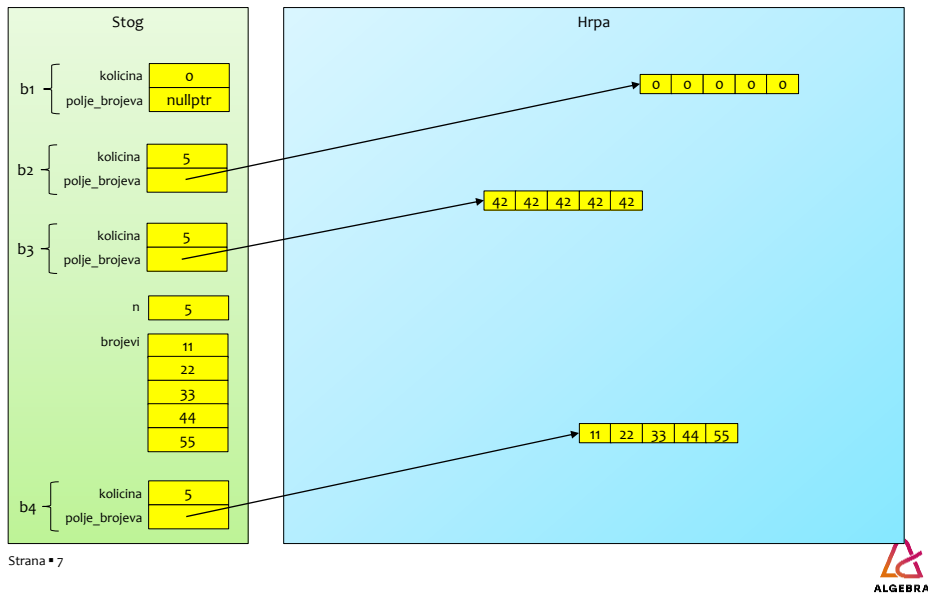 Stog
b1
kolicina 0
polje_brojeva nullptr
b2
kolicina 5
polje_brojeva
b3
kolicina 5
polje_brojeva
n 5
brojevi 11
22
33
44
55
b4
kolicina 5
polje_brojeva
Hrpa
0 0 0 0 0
42 42 42 42 42
11 22 33 44 55
Strana ▪ 7
ALGEBRA